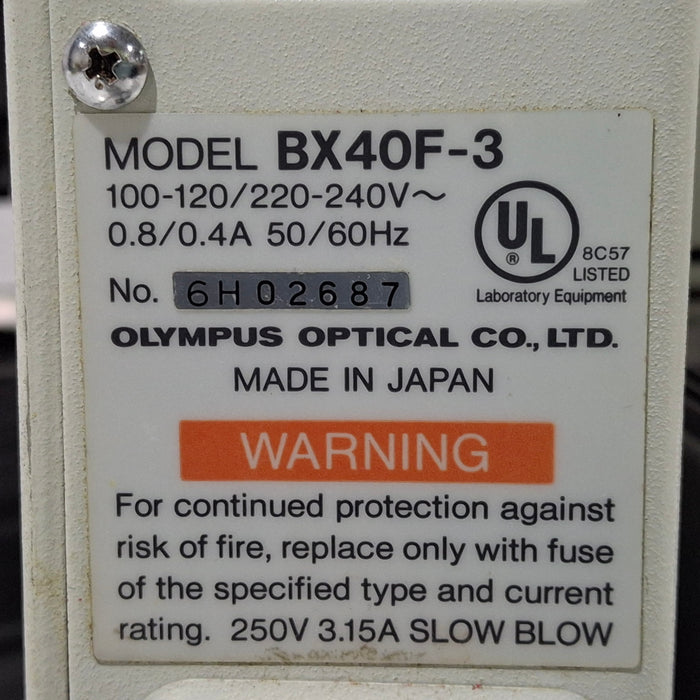 MODEL BX40F-3
100-120/220-240V～
0.8/0.4A 50/60Hz
UL
®
8C57
LISTED
Laboratory Equipment
No. 6H02687
OLYMPUS OPTICAL CO., LTD.
MADE IN JAPAN
WARNING
For continued protection against
risk of fire, replace only with fuse
of the specified type and current
rating. 250V 3.15A SLOW BLOW